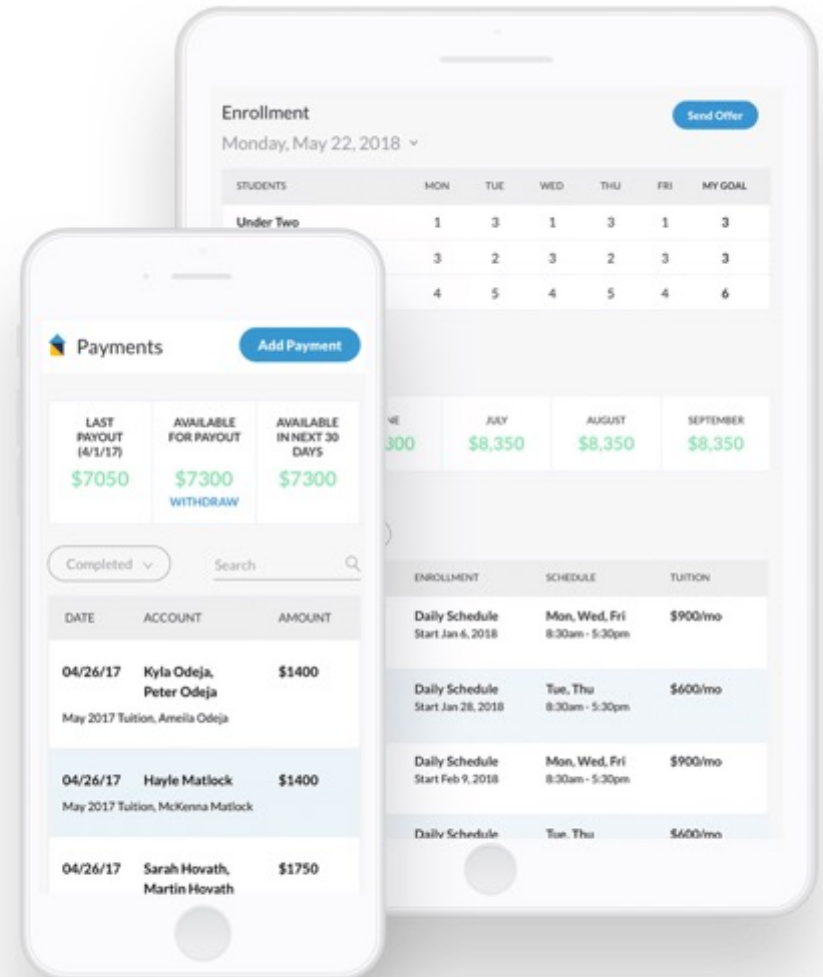 Enrollment
Send Offer
Monday, May 22, 2018
STUDENTS MON TUE WED THU FRI MY GOAL
Under Two 1 3 1 3 1 3
3 2 3 2 3 3
4 5 4 5 4 6
JULY AUGUST SEPTEMBER
$8,350 $8,350 $8,350
ENROLLMENT SCHEDULE TUITION
Daily Schedule Mon, Wed, Fri $900/mo
Start Jan 6, 2018 8:30am - 5:30pm
Daily Schedule Tue, Thu $600/mo
Start Jan 28, 2018 8:30am - 5:30pm
Daily Schedule Mon, Wed, Fri $900/mo
Start Feb 9, 2018 8:30am - 5:30pm
Daily Schedule Tue, Thu $600/mo
Payments
Add Payment
LAST PAYOUT (4/1/17)
$7050
AVAILABLE FOR PAYOUT
$7300
WITHDRAW
AVAILABLE IN NEXT 30 DAYS
$7300
Completed Search
DATE ACCOUNT AMOUNT
04/26/17 Kyla Odeja, $1400
Peter Odeja
May 2017 Tuition, Ameila Odeja
04/26/17 Hayle Matlock $1400
May 2017 Tuition, McKenna Matlock
04/26/17 Sarah Hovath, $1750
Martin Hovath